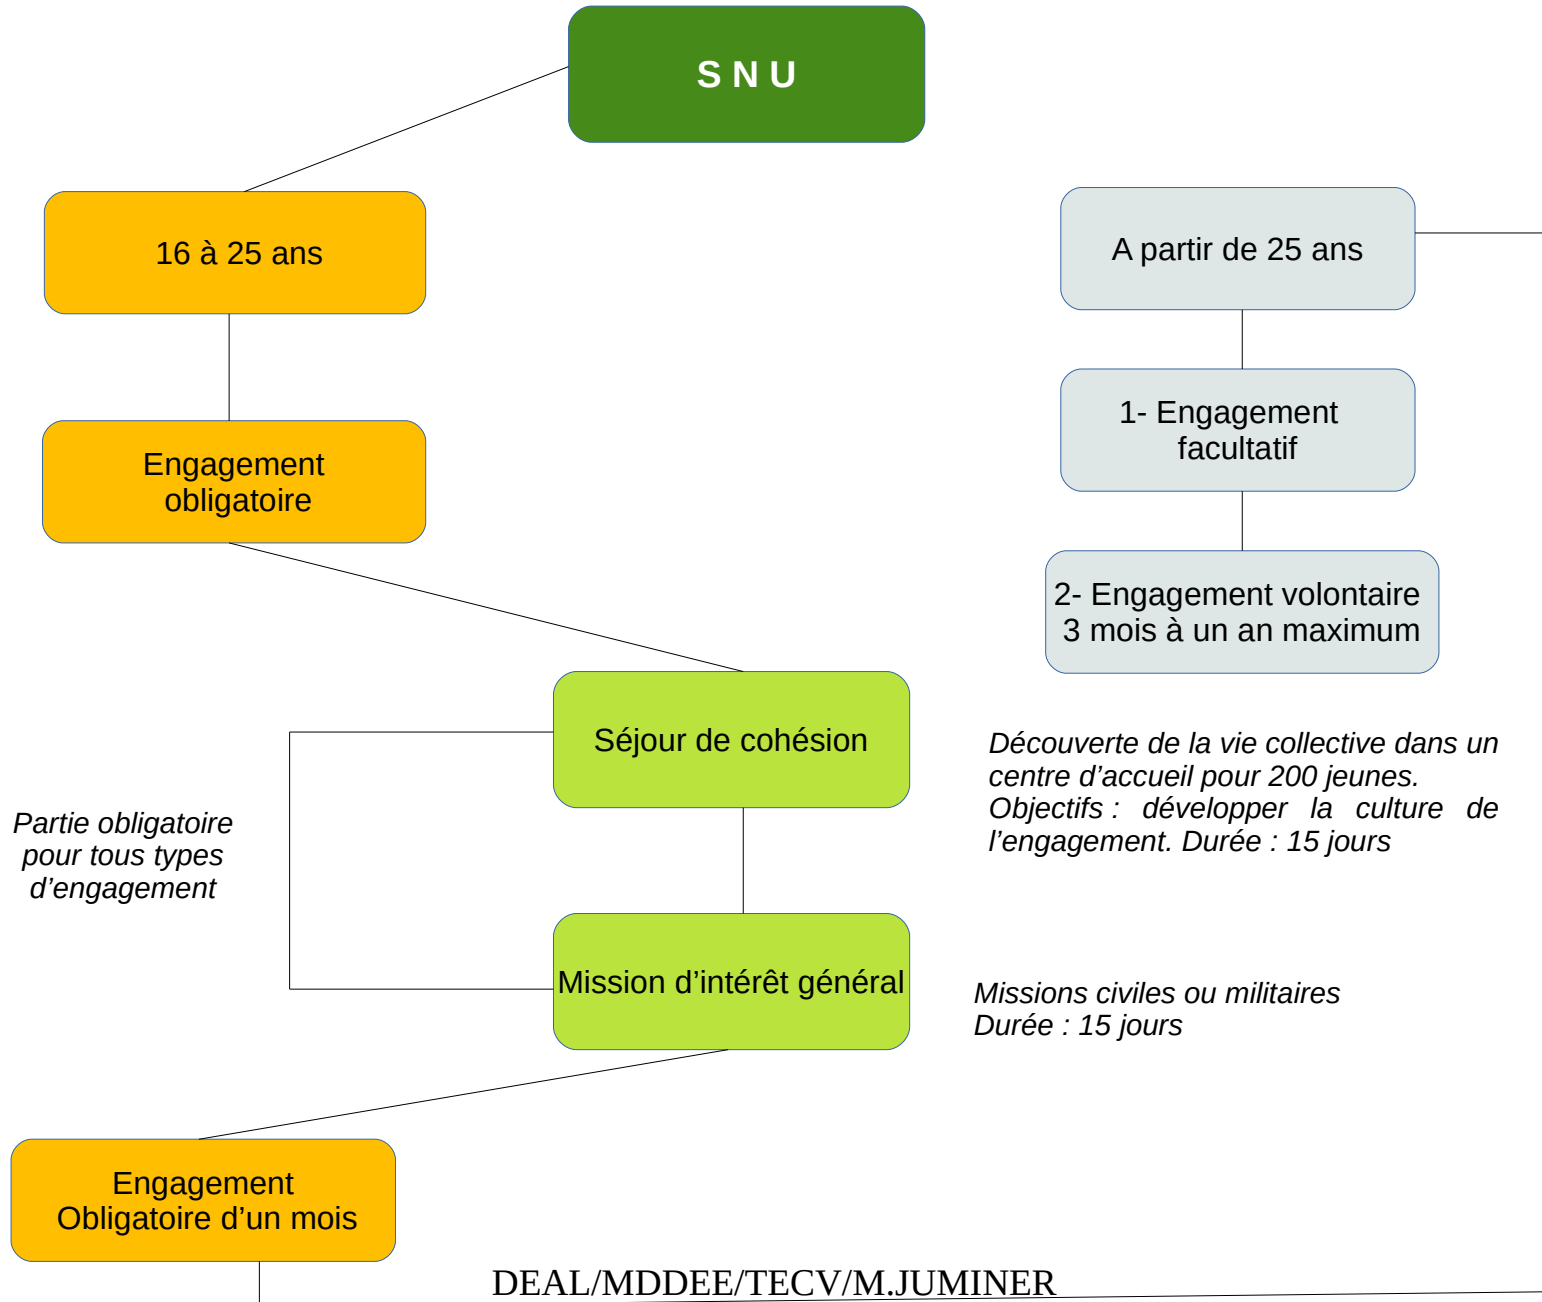 S N U
16 à 25 ans
A partir de 25 ans
1- Engagement
facultatif
Engagement
obligatoire
2- Engagement volontaire
3 mois à un an maximum
Séjour de cohésion
Découverte de la vie collective dans un
centre d’accueil pour 200 jeunes.
Objectifs : développer la culture de
l’engagement. Durée : 15 jours
Partie obligatoire
pour tous types
d’engagement
Mission d’intérêt général
Missions civiles ou militaires
Durée : 15 jours
Engagement
Obligatoire d’un mois
DEAL/MDDEE/TECV/M.JUMINER